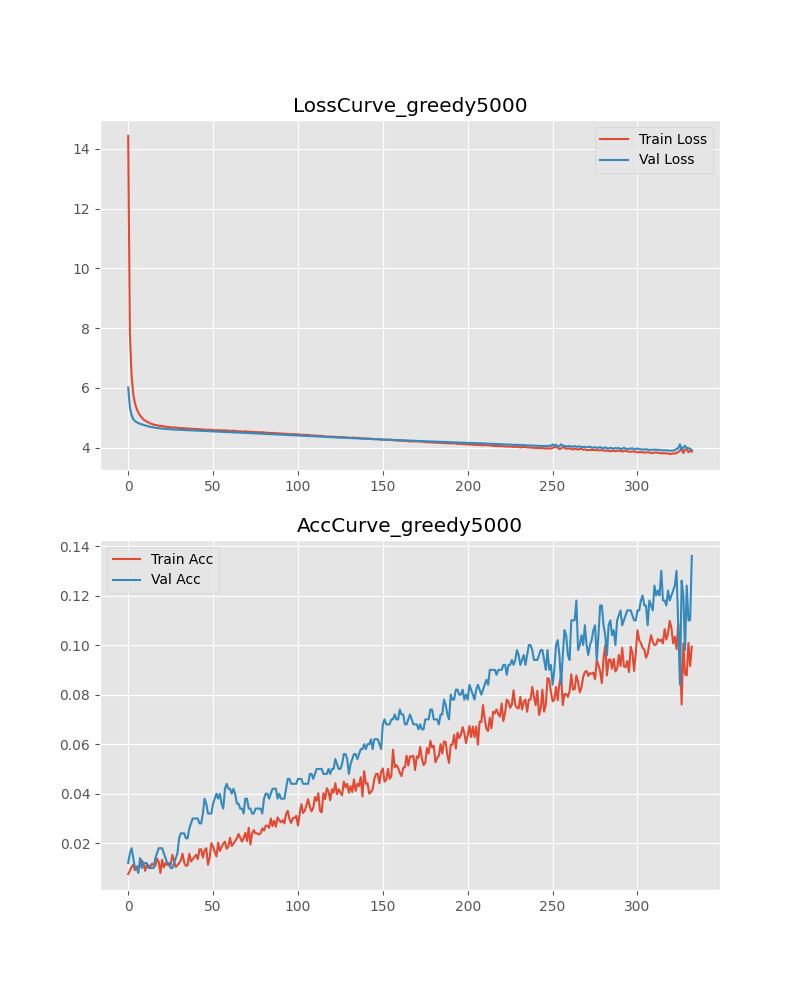 LossCurve_greedy5000
Train Loss
Val Loss
14
12
10
8
6
4
0 50 100 150 200 250 300
AccCurve_greedy5000
Train Acc
Val Acc
0.14
0.12
0.10
0.08
0.06
0.04
0.02
0 50 100 150 200 250 300